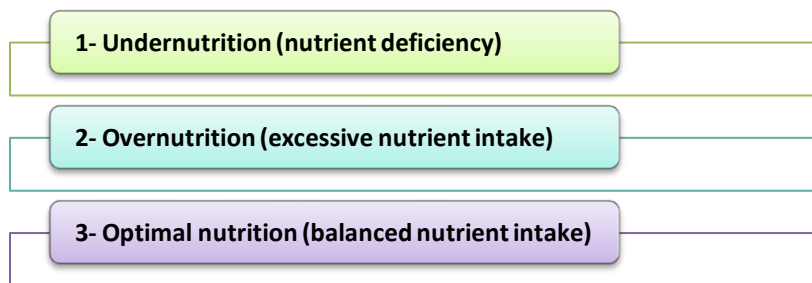 1- Undernutrition (nutrient deficiency)
2- Overnutrition (excessive nutrient intake)
3- Optimal nutrition (balanced nutrient intake)